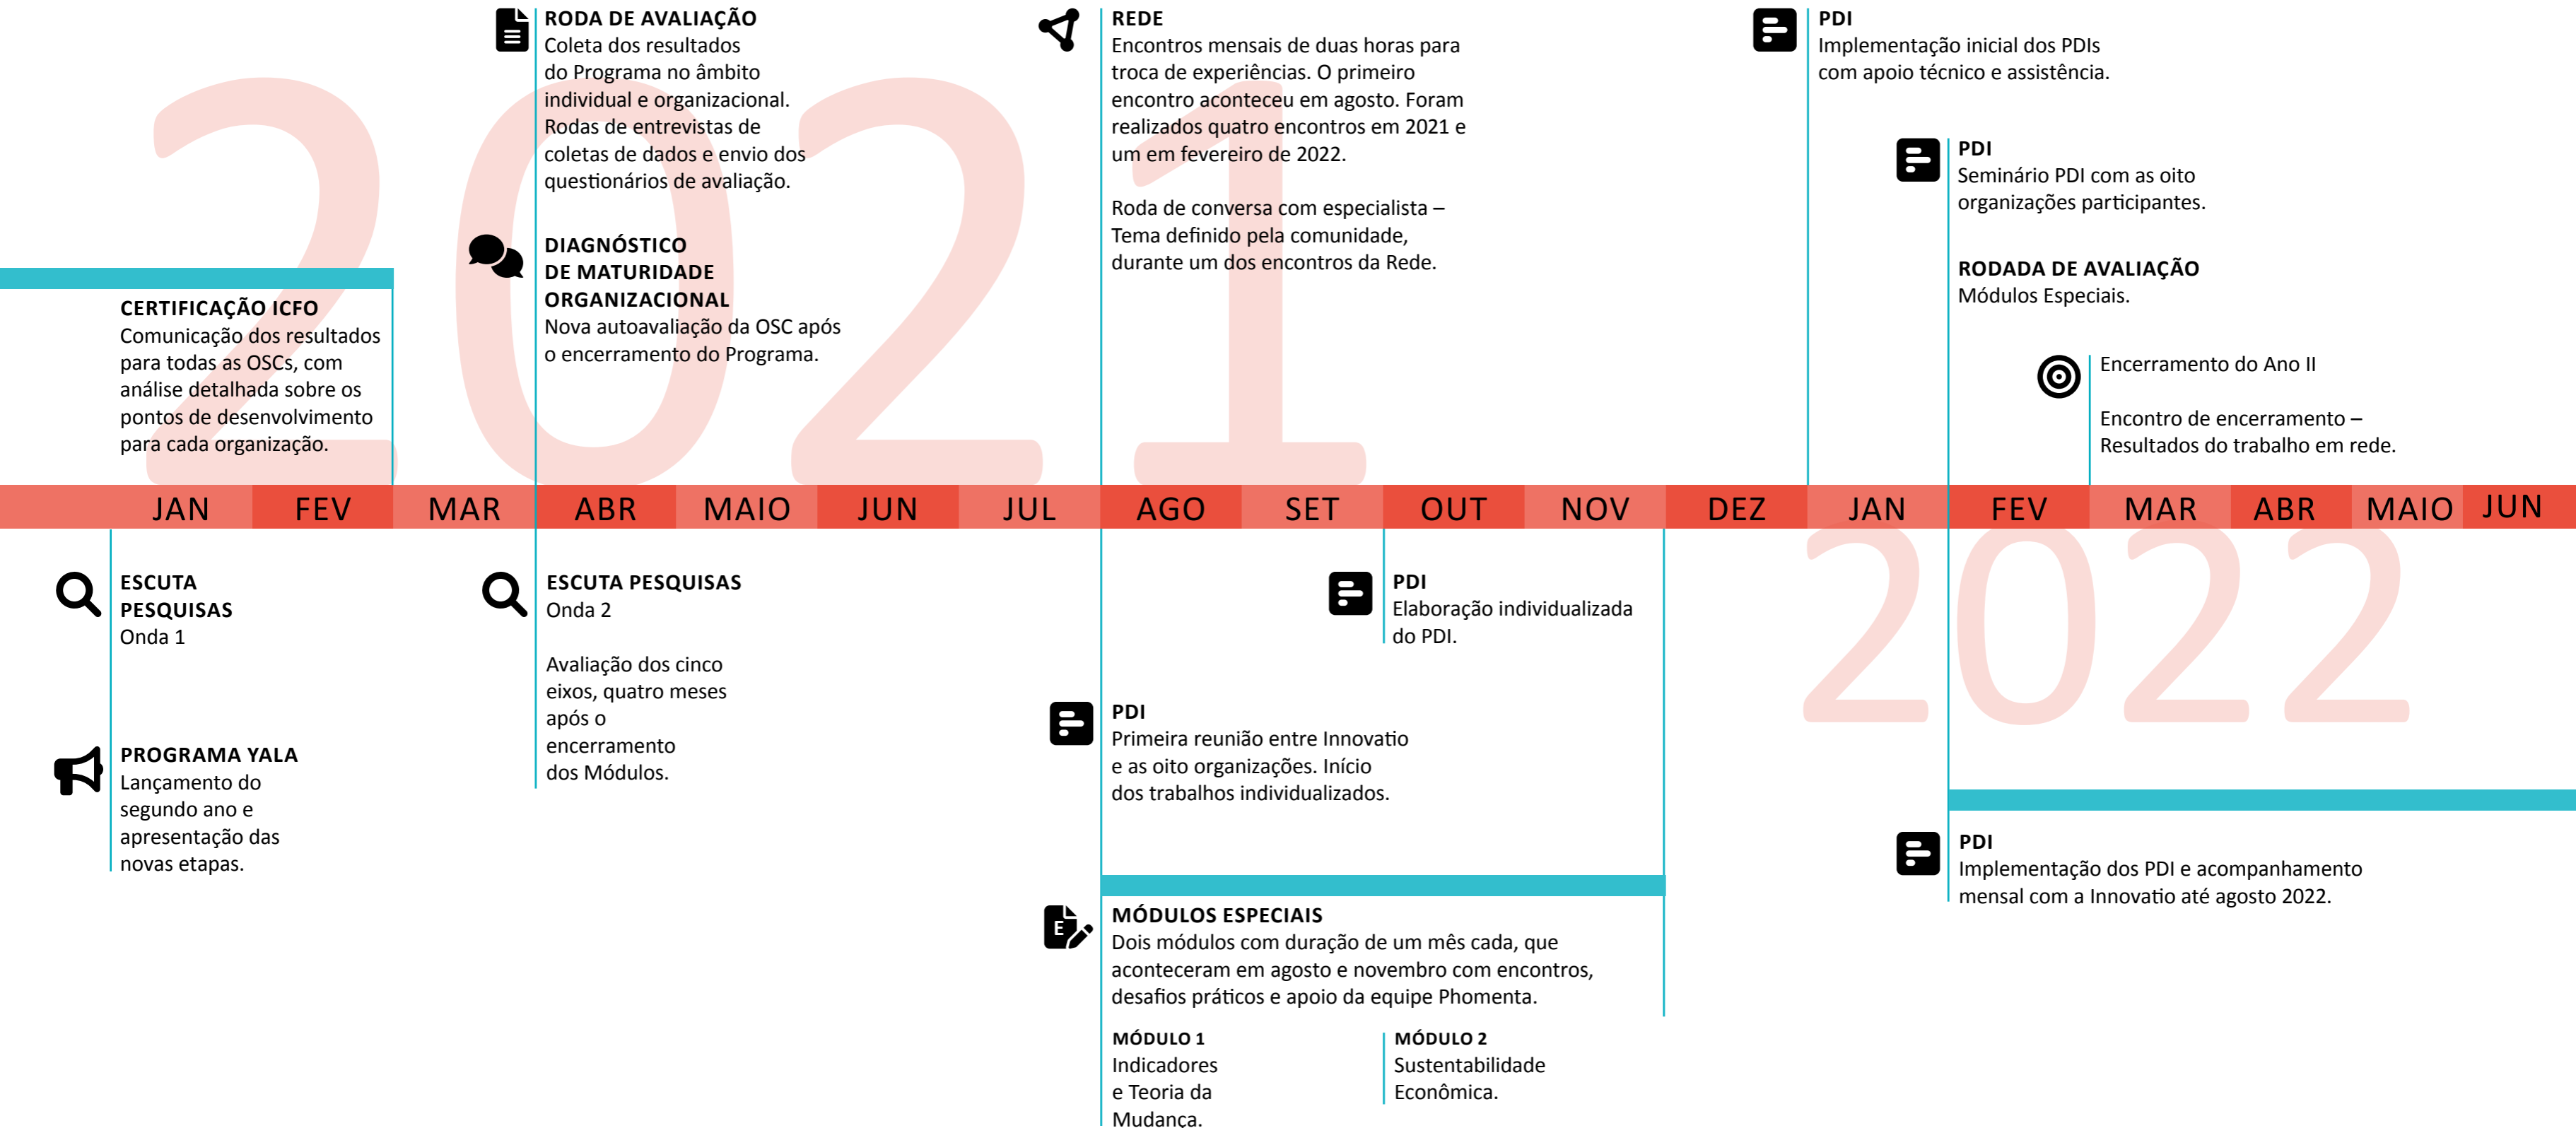 2021
RODA DE AVALIAÇÃO
Coleta dos resultados
do Programa no âmbito
individual e organizacional.
Rodas de entrevistas de
coletas de dados e envio dos
questionários de avaliação.
DIAGNÓSTICO
DE MATURIDADE
ORGANIZACIONAL
Nova autoavaliação da OSC após
o encerramento do Programa.
CERTIFICAÇÃO ICFO
Comunicação dos resultados
para todas as OSCs, com
análise detalhada sobre os
pontos de desenvolvimento
para cada organização.
REDE
Encontros mensais de duas horas para
troca de experiências. O primeiro
encontro aconteceu em agosto. Foram
realizados quatro encontros em 2021 e
um em fevereiro de 2022.
Roda de conversa com especialista –
Tema definido pela comunidade,
durante um dos encontros da Rede.
PDI
Implementação inicial dos PDIs
com apoio técnico e assistência.
PDI
Seminário PDI com as oito
organizações participantes.
RODADA DE AVALIAÇÃO
Módulos Especiais.
Encerramento do Ano II
Encontro de encerramento –
Resultados do trabalho em rede.
JAN FEV MAR ABR MAIO JUN JUL AGO SET OUT NOV DEZ JAN FEV MAR ABR MAIO JUN
2022
ESCUTA
PESQUISAS
Onda 1
PROGRAMA YALA
Lançamento do
segundo ano e
apresentação das
novas etapas.
ESCUTA PESQUISAS
Onda 2
Avaliação dos cinco
eixos, quatro meses
após o
encerramento
dos Módulos.
PDI
Elaboração individualizada
do PDI.
PDI
Primeira reunião entre Innovatio
e as oito organizações. Início
dos trabalhos individualizados.
E
MÓDULOS ESPECIAIS
Dois módulos com duração de um mês cada, que
aconteceram em agosto e novembro com encontros,
desafios práticos e apoio da equipe Phomenta.
MÓDULO 1
Indicadores
e Teoria da
Mudança.
MÓDULO 2
Sustentabilidade
Econômica.
PDI
Implementação dos PDI e acompanhamento
mensal com a Innovatio até agosto 2022.